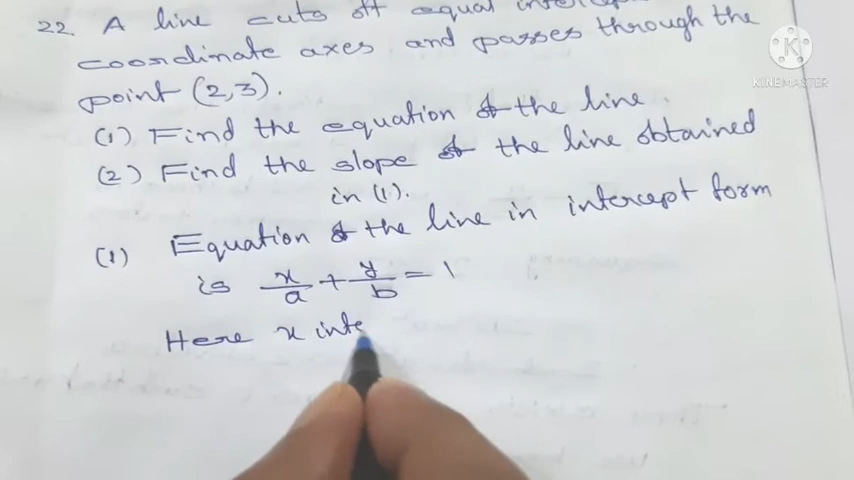 22. A line cuts off equal
coordinate axes and passes through the
point (2,3).
(1) Find the equation of the line.
(2) Find the slope of the line obtained
in (1).
(1) Equation of the line in intercept form
is x/a + y/b = 1
Here x inte
KINEMASTER